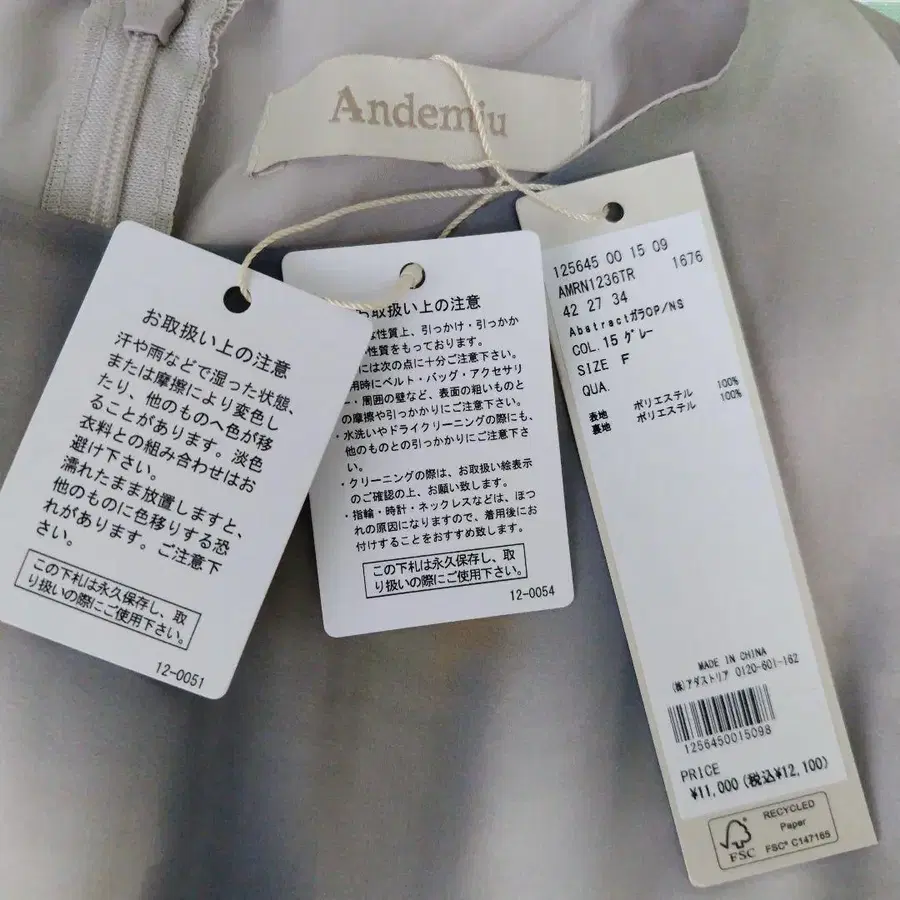 Andemiu
お取扱い上の注意
汗や雨などで湿った状態、
または摩擦により変色し
たり、他のものへ色が移
ることがあります。淡色
衣料との組み合わせはお
避け下さい。
濡れたまま放置しますと、
他のものに色移りする恐
れがあります。ご注意下
さい。
この下札は永久保存し、取
り扱いの際にご使用下さい。
12-0051
お取扱い上の注意
性質上、引っかけ・引っかか
性質をもっております。
には次の点に十分ご注意下さい。
用時にベルト・バッグ・アクセサリ
ー・周囲の壁など、表面の粗いものと
の摩擦や引っかかりにご注意下さい。
・水洗いやドライクリーニングの際にも、
他のものとの引っかかりにご注意下さ
い。
・クリーニングの際は、お取扱い絵表示
のご確認の上、お願い致します。
・指輪・時計・ネックレスなどは、ほつ
れの原因になりますので、着用後にお
付けすることをおすすめ致します。
この下札は永久保存し、取
り扱いの際にご使用下さい。
12-0054
125645 00 15 09
AMRN1236TR 1676
42 27 34
AbstractガラOP/NS
COL.15 グレー
SIZE F
QUA.
表地 ポリエステル 100%
裏地 ポリエステル 100%
MADE IN CHINA
(株)アダストリア 0120-601-162
1256450015098
PRICE
¥11,000 (税込¥12,100)
FSC
RECYCLED
Paper
FSC® C147165